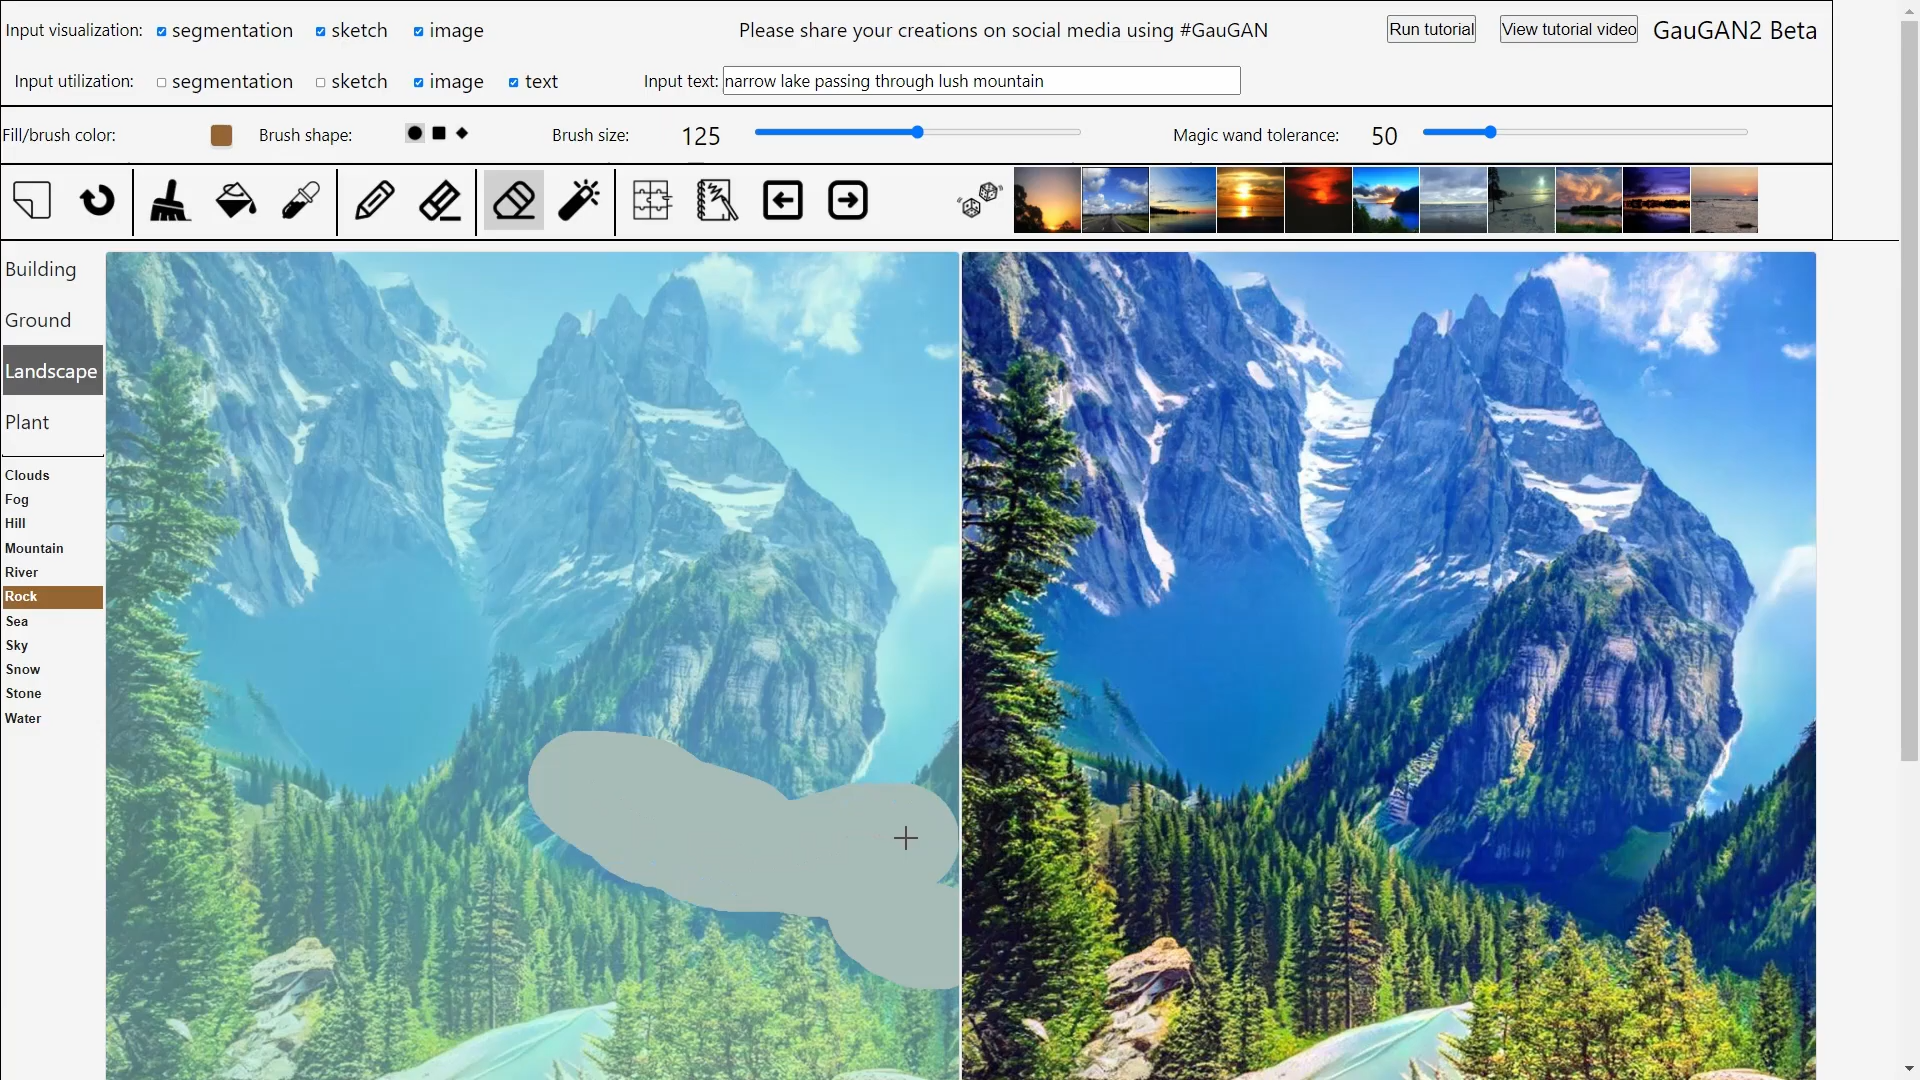 Input visualization: segmentation sketch image Please share your creations on social media using #GauGAN Run tutorial View tutorial video GauGAN2 Beta
Input utilization: segmentation sketch image text Input text: narrow lake passing through lush mountain
Fill/brush color: Brush shape: Brush size: 125 Magic wand tolerance: 50
Building
Ground
Landscape
Plant
Clouds
Fog
Hill
Mountain
River
Rock
Sea
Sky
Snow
Stone
Water